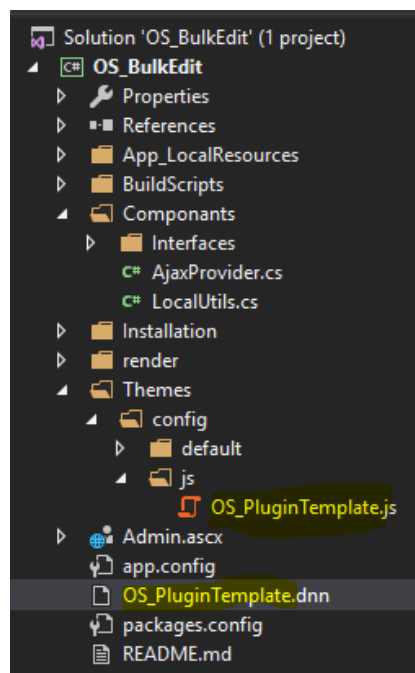 Solution 'OS_BulkEdit' (1 project)
C# OS_BulkEdit
Properties
References
App_LocalResources
BuildScripts
Componants
Interfaces
C# AjaxProvider.cs
C# LocalUtils.cs
Installation
render
Themes
config
default
js
OS_PluginTemplate.js
Admin.ascx
app.config
OS_PluginTemplate.dnn
packages.config
README.md